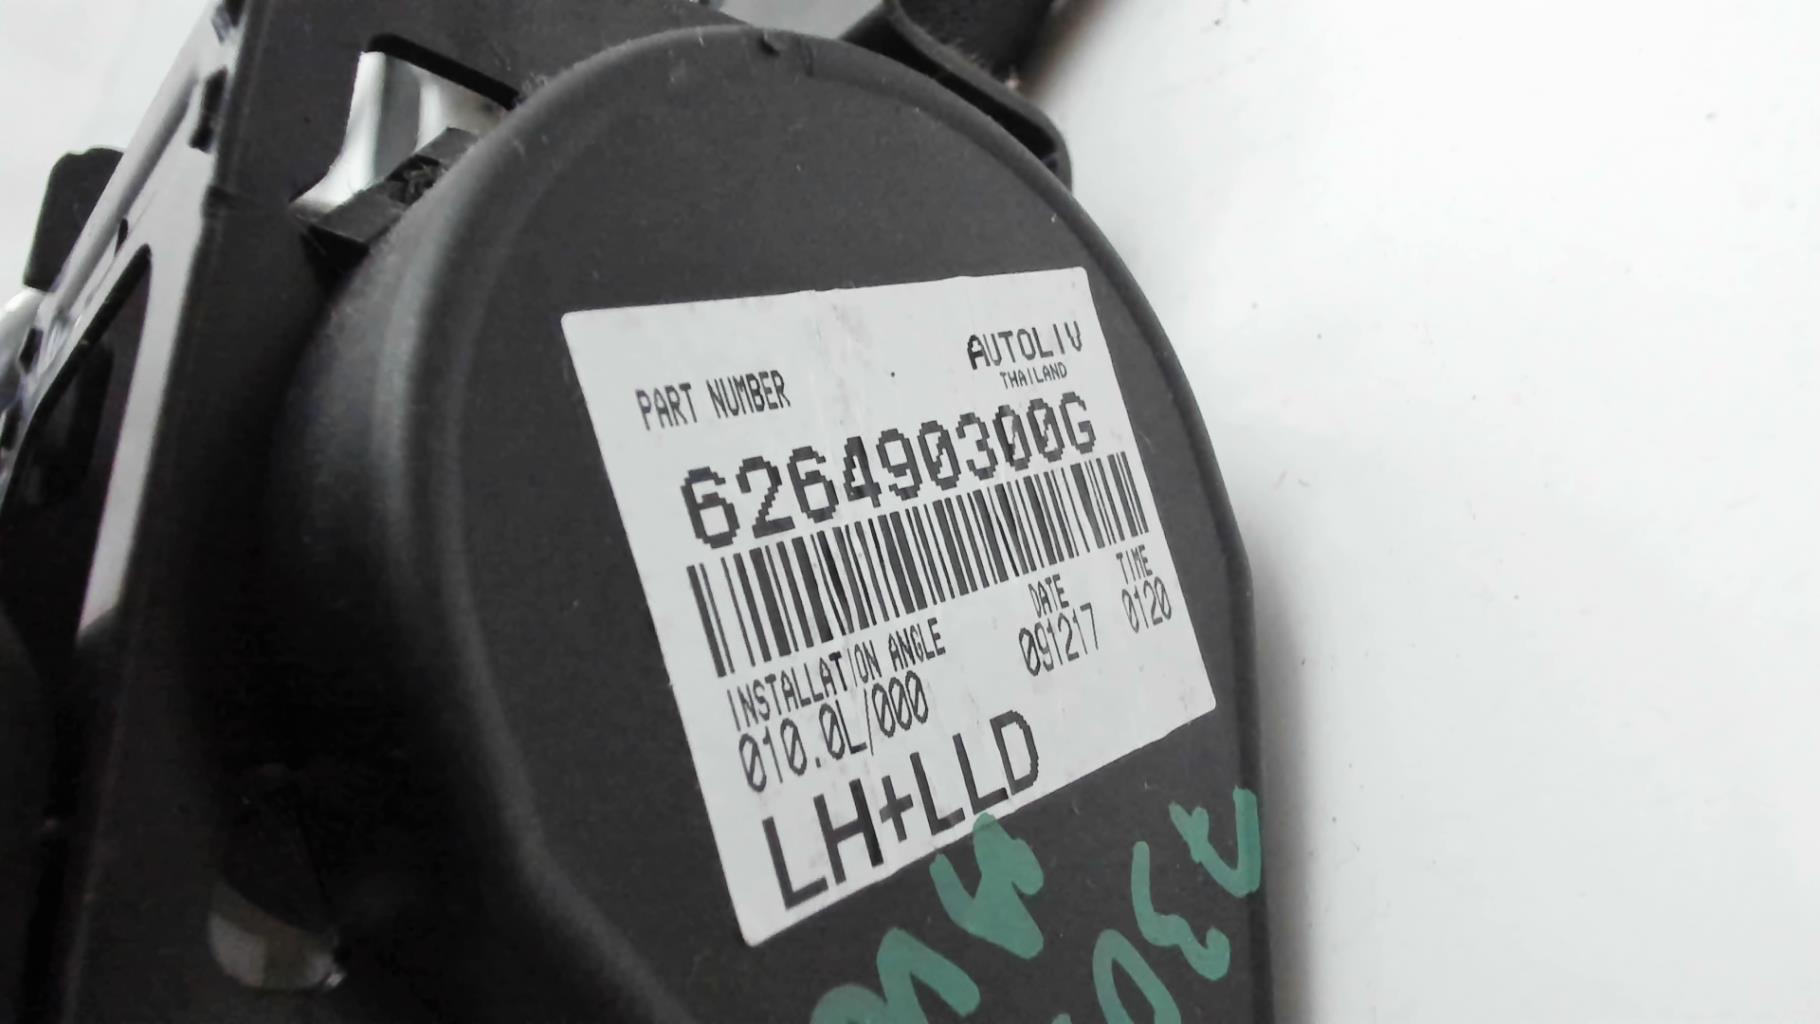 AUTOLIV
THAILAND
PART NUMBER
626490300G
INSTALLATION ANGLE
010.0L/000
DATE
091217
TIME
0120
LH+LLD